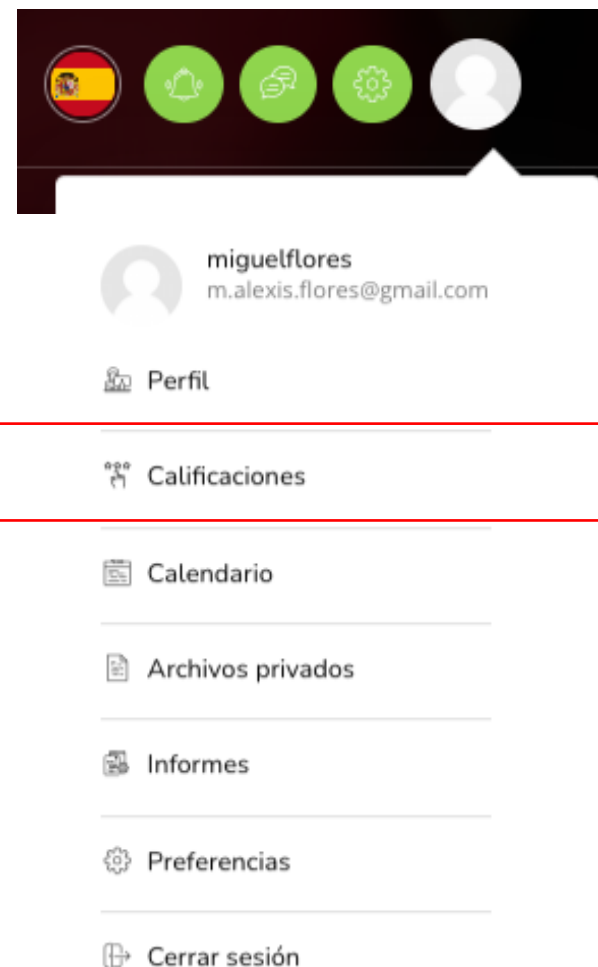 miguelflores
m.alexis.flores@gmail.com
Perfil
Calificaciones
Calendario
Archivos privados
Informes
Preferencias
Cerrar sesión